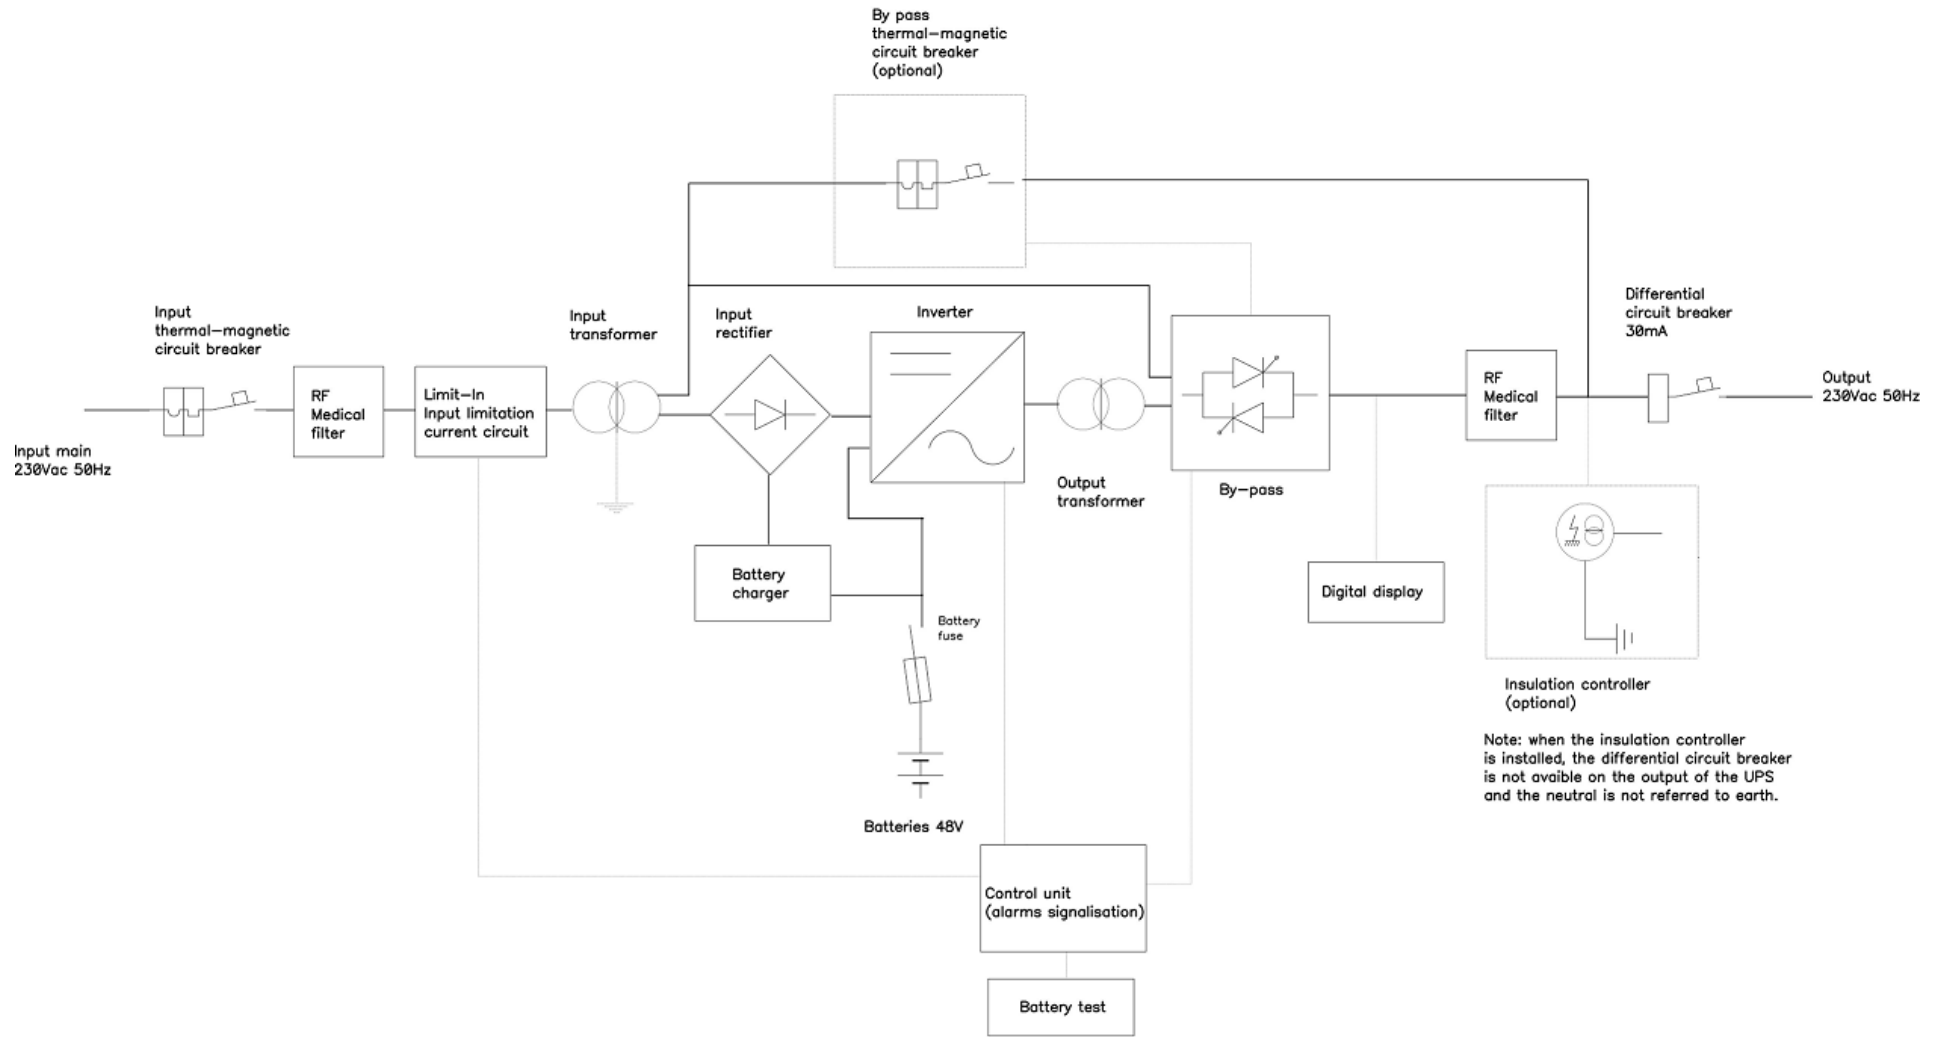 By pass
thermal-magnetic
circuit breaker
(optional)
Input
thermal-magnetic
circuit breaker
Input
transformer
Input
rectifier
Inverter
Differential
circuit breaker
30mA
RF
Medical
filter
Limit-In
Input limitation
current circuit
RF
Medical
filter
Output
230Vac 50Hz
Input main
230Vac 50Hz
Output
transformer
By-pass
Battery
charger
Digital display
Battery
fuse
Insulation controller
(optional)
Note: when the insulation controller
is installed, the differential circuit breaker
is not avaible on the output of the UPS
and the neutral is not referred to earth.
Batteries 48V
Control unit
(alarms signalisation)
Battery test